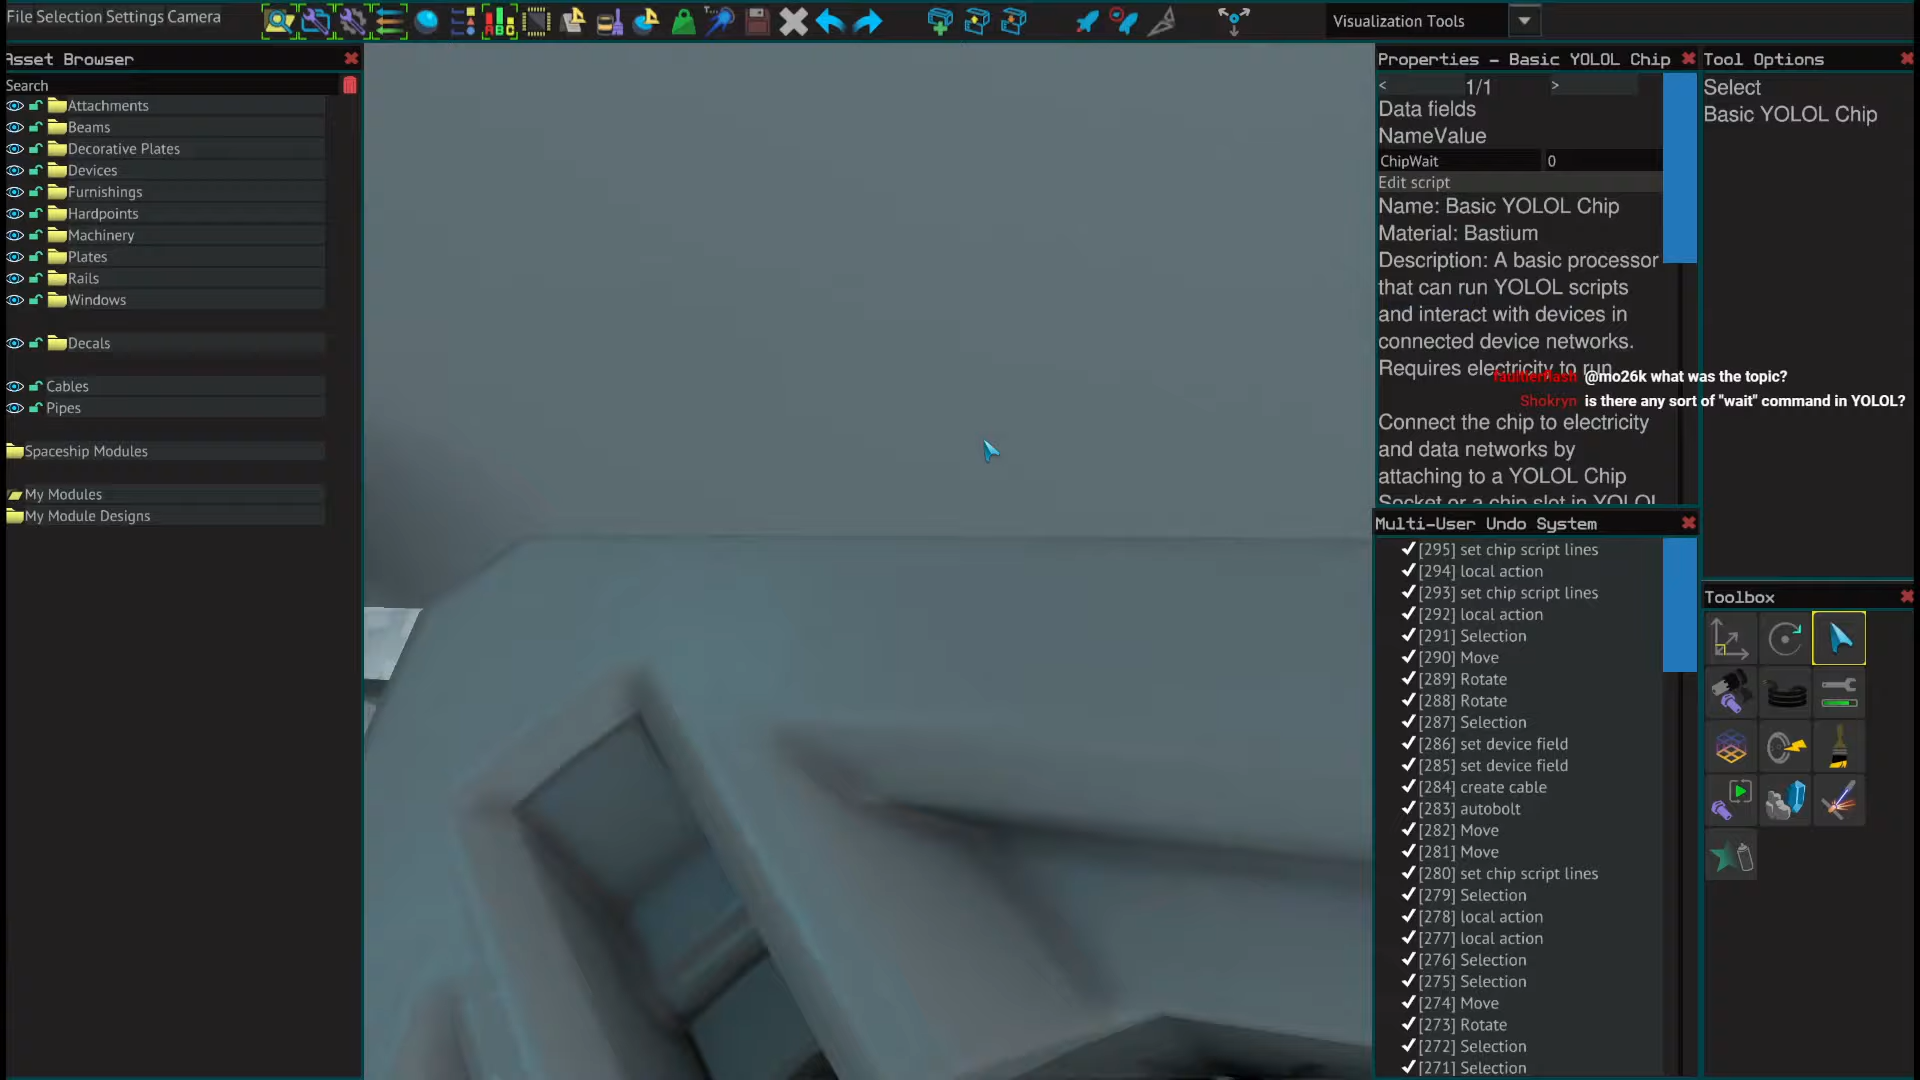 File Selection Settings Camera
Visualization Tools
Asset Browser
Search
Attachments
Beams
Decorative Plates
Devices
Furnishings
Hardpoints
Machinery
Plates
Rails
Windows
Decals
Cables
Pipes
Spaceship Modules
My Modules
My Module Designs
Properties - Basic YOLOL Chip
< 1/1 >
Data fields
NameValue
ChipWait 0
Edit script
Name: Basic YOLOL Chip
Material: Bastium
Description: A basic processor
that can run YOLOL scripts
and interact with devices in
connected device networks.
Requires electricity to run
Connect the chip to electricity
and data networks by
attaching to a YOLOL Chip
Socket or a chip slot in YOLOL
faultierflash @mo26k what was the topic?
Shokryn is there any sort of "wait" command in YOLOL?
Multi-User Undo System
[295] set chip script lines
[294] local action
[293] set chip script lines
[292] local action
[291] Selection
[290] Move
[289] Rotate
[288] Rotate
[287] Selection
[286] set device field
[285] set device field
[284] create cable
[283] autobolt
[282] Move
[281] Move
[280] set chip script lines
[279] Selection
[278] local action
[277] local action
[276] Selection
[275] Selection
[274] Move
[273] Rotate
[272] Selection
[271] Selection
Tool Options
Select
Basic YOLOL Chip
Toolbox